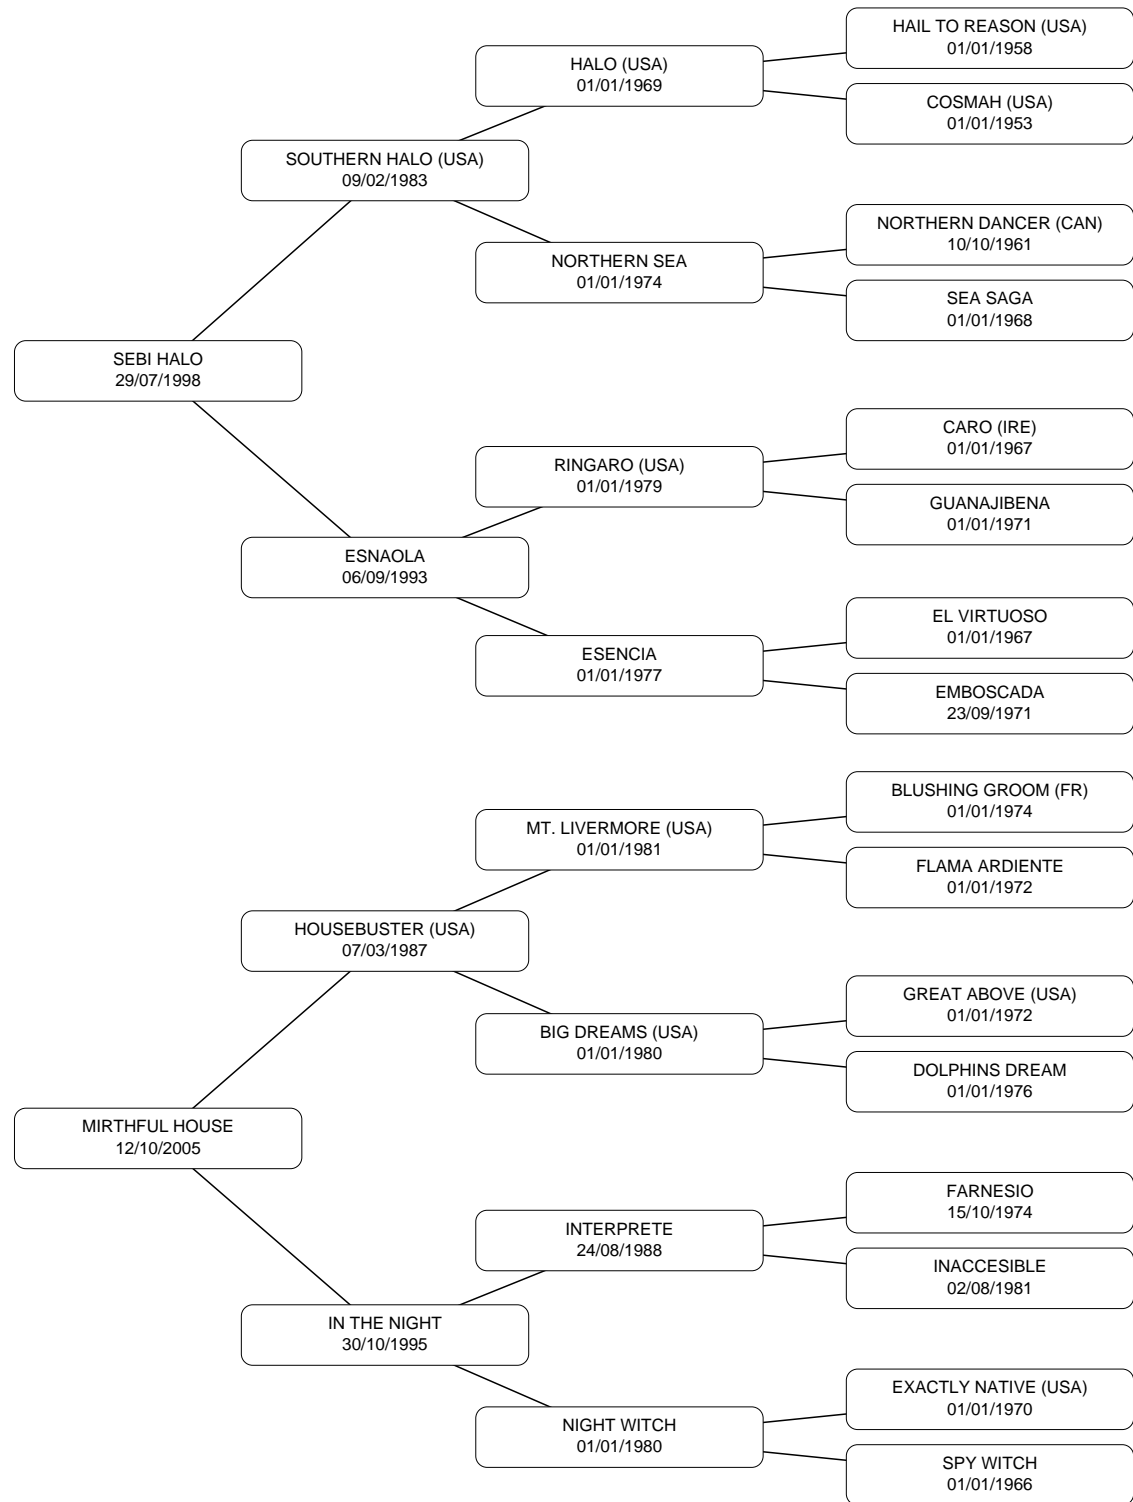 HAIL TO REASON (USA)
01/01/1958
HALO (USA)
01/01/1969
COSMAH (USA)
01/01/1953
SOUTHERN HALO (USA)
09/02/1983
NORTHERN DANCER (CAN)
10/10/1961
NORTHERN SEA
01/01/1974
SEA SAGA
01/01/1968
SEBI HALO
29/07/1998
CARO (IRE)
01/01/1967
RINGARO (USA)
01/01/1979
GUANAJIBENA
01/01/1971
ESNAOLA
06/09/1993
EL VIRTUOSO
01/01/1967
ESENCIA
01/01/1977
EMBOSCADA
23/09/1971
BLUSHING GROOM (FR)
01/01/1974
MT. LIVERMORE (USA)
01/01/1981
FLAMA ARDIENTE
01/01/1972
HOUSEBUSTER (USA)
07/03/1987
GREAT ABOVE (USA)
01/01/1972
BIG DREAMS (USA)
01/01/1980
DOLPHINS DREAM
01/01/1976
MIRTHFUL HOUSE
12/10/2005
FARNESIO
15/10/1974
INTERPRETE
24/08/1988
INACCESIBLE
02/08/1981
IN THE NIGHT
30/10/1995
EXACTLY NATIVE (USA)
01/01/1970
NIGHT WITCH
01/01/1980
SPY WITCH
01/01/1966